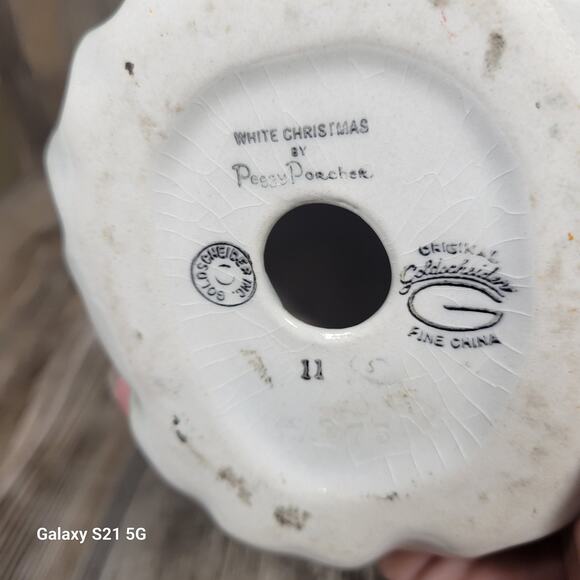 WHITE CHRISTMAS
BY
Peggy Porcher
© GOLDSCHEIDER INC.
ORIGINAL
Goldscheider
G
FINE CHINA
11
Galaxy S21 5G